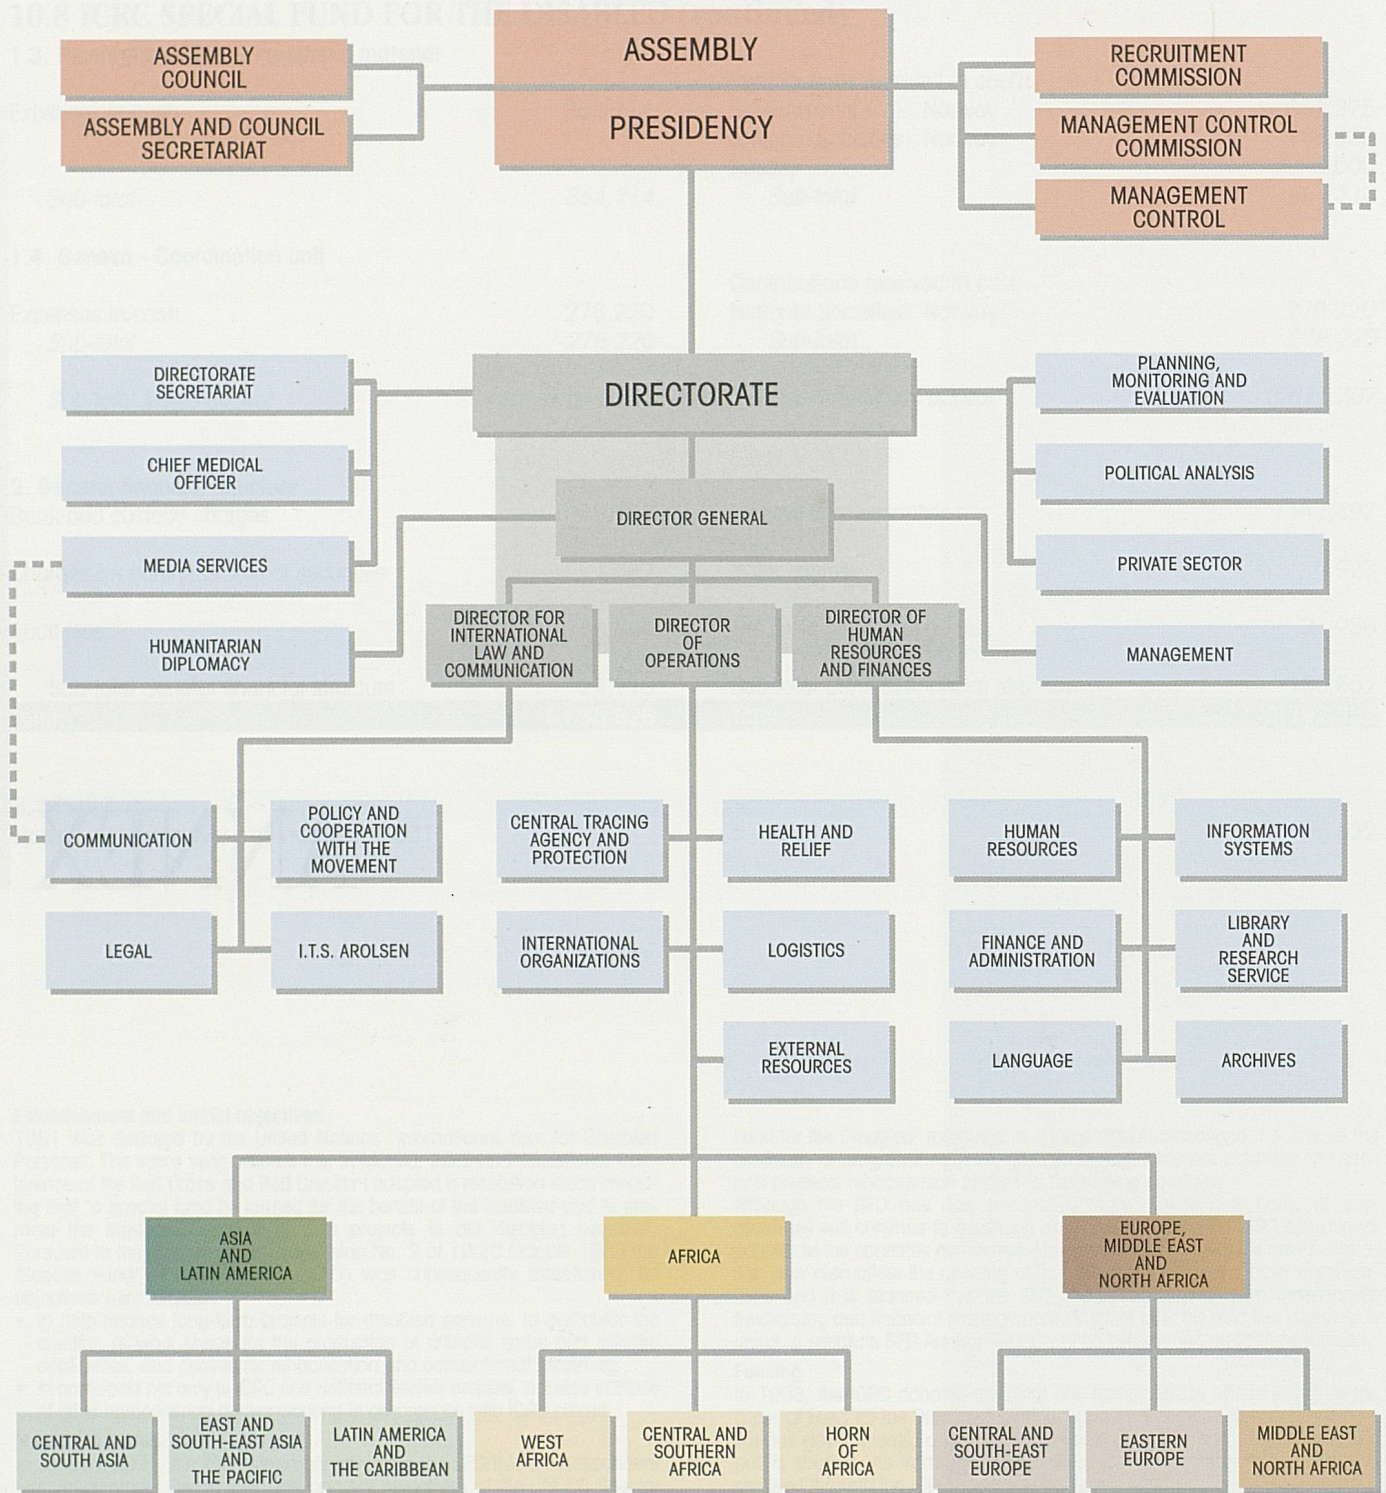 ASSEMBLY
COUNCIL
ASSEMBLY AND COUNCIL
SECRETARIAT
ASSEMBLY
PRESIDENCY
RECRUITMENT
COMMISSION
MANAGEMENT CONTROL
COMMISSION
MANAGEMENT
CONTROL
DIRECTORATE
SECRETARIAT
CHIEF MEDICAL
OFFICER
MEDIA SERVICES
HUMANITARIAN
DIPLOMACY
DIRECTORATE
DIRECTOR GENERAL
DIRECTOR FOR
INTERNATIONAL
LAW AND
COMMUNICATION
DIRECTOR
OF
OPERATIONS
DIRECTOR OF
HUMAN
RESOURCES
AND FINANCES
PLANNING,
MONITORING AND
EVALUATION
POLITICAL ANALYSIS
PRIVATE SECTOR
MANAGEMENT
COMMUNICATION
POLICY AND
COOPERATION
WITH THE
MOVEMENT
LEGAL
I.T.S. AROLSEN
CENTRAL TRACING
AGENCY AND
PROTECTION
HEALTH AND
RELIEF
INTERNATIONAL
ORGANIZATIONS
LOGISTICS
EXTERNAL
RESOURCES
HUMAN
RESOURCES
INFORMATION
SYSTEMS
FINANCE AND
ADMINISTRATION
LIBRARY
AND
RESEARCH
SERVICE
LANGUAGE
ARCHIVES
ASIA
AND
LATIN AMERICA
AFRICA
EUROPE,
MIDDLE EAST
AND
NORTH AFRICA
CENTRAL AND
SOUTH ASIA
EAST AND
SOUTH-EAST ASIA
AND
THE PACIFIC
LATIN AMERICA
AND
THE CARIBBEAN
WEST
AFRICA
CENTRAL AND
SOUTHERN
AFRICA
HORN
OF
AFRICA
CENTRAL AND
SOUTH-EAST
EUROPE
EASTERN
EUROPE
MIDDLE EAST
AND
NORTH AFRICA